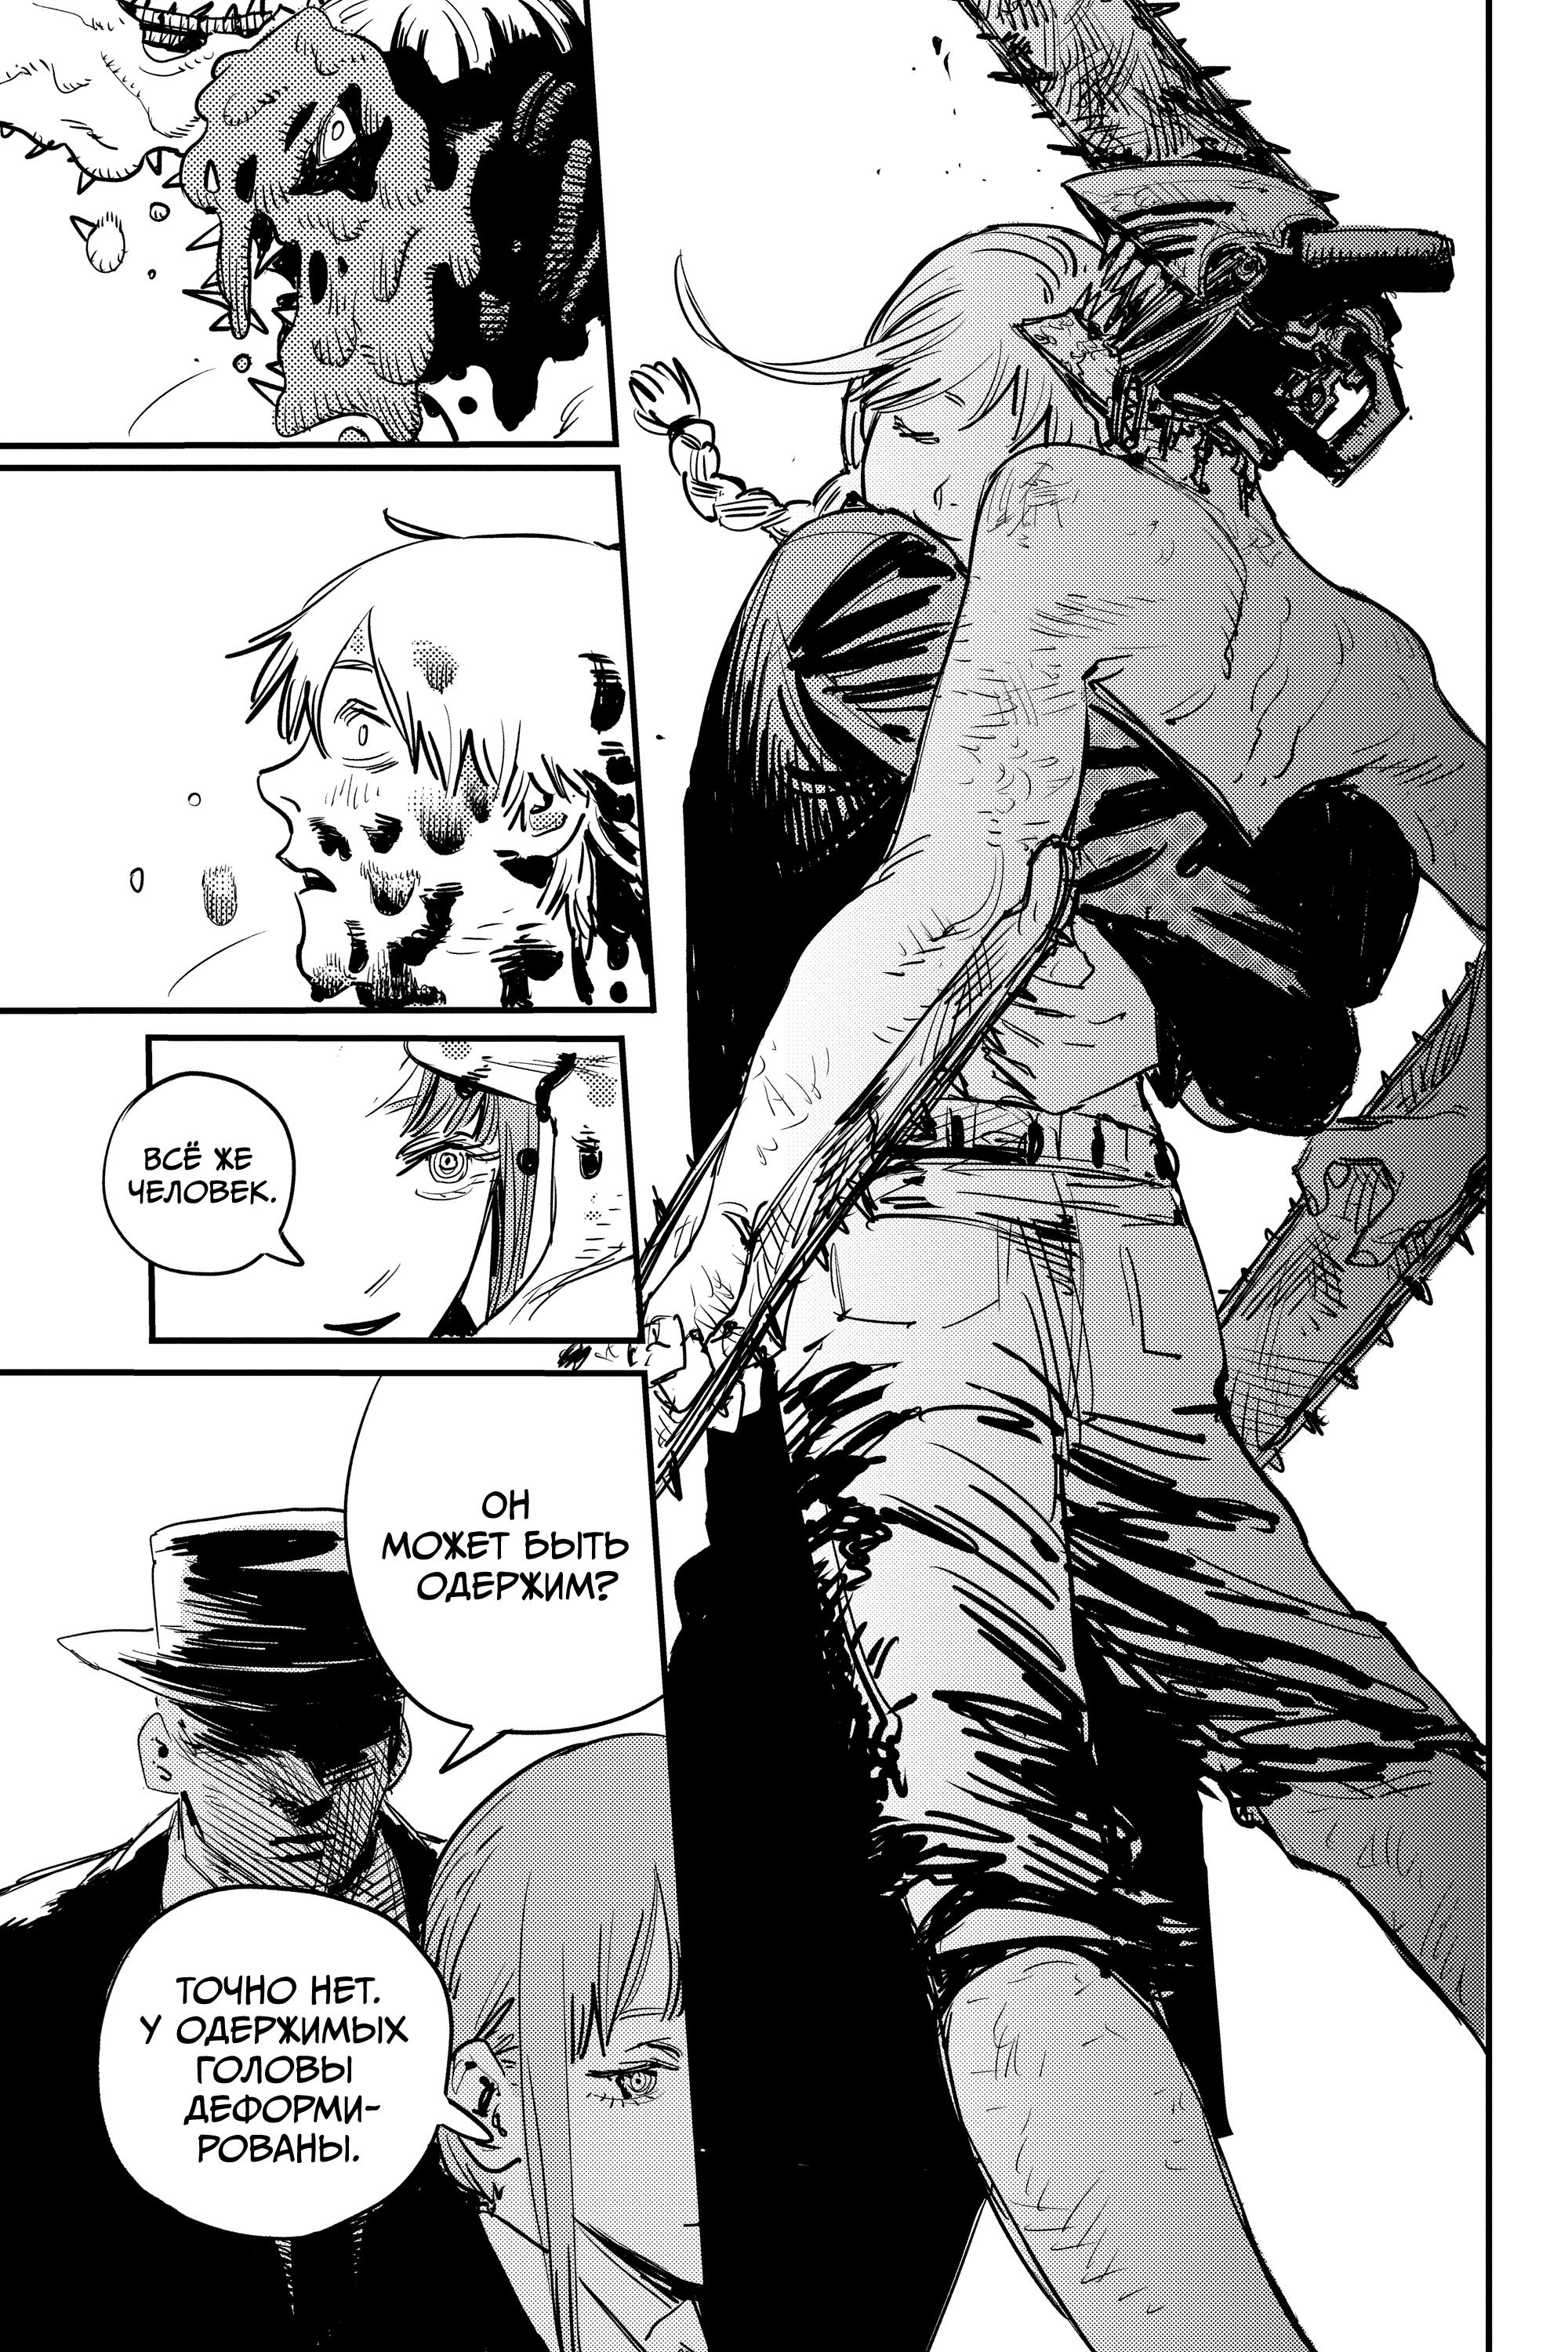 ВСЁ ЖЕ
ЧЕЛОВЕК.
ОН
МОЖЕТ БЫТЬ
ОДЕРЖИМ?
ТОЧНО НЕТ.
У ОДЕРЖИМЫХ
ГОЛОВЫ
ДЕФОРМИ-
РОВАНЫ.